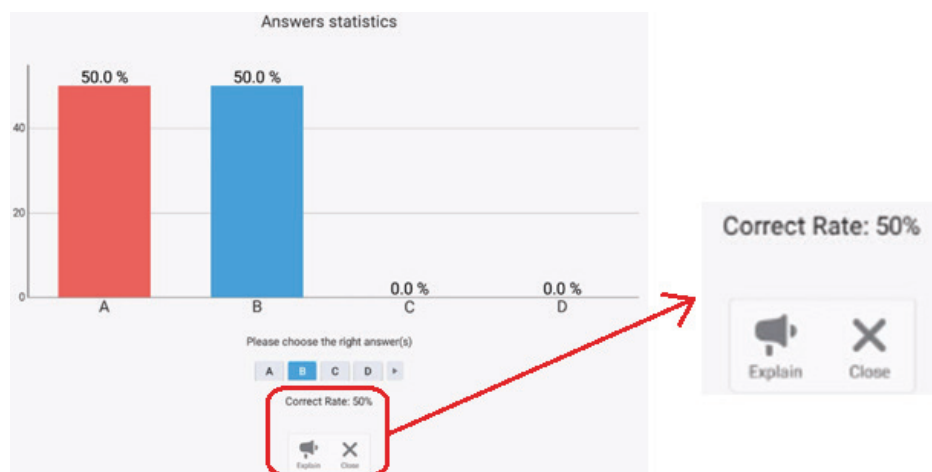 Answers statistics
50.0 % 50.0 %
40
20
0.0 % 0.0 %
0
A B C D
Please choose the right answer(s)
A B C D
Correct Rate: 50%
Explain Close
Correct Rate: 50%
Explain Close